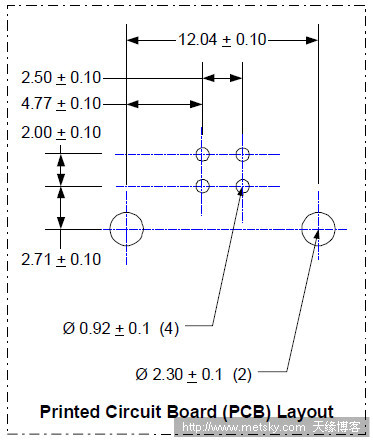 12.04 ± 0.10
2.50 ± 0.10
4.77 ± 0.10
2.00 ± 0.10
2.71 ± 0.10
Ø 0.92 ± 0.1 (4)
Ø 2.30 ± 0.1 (2)
Printed Circuit Board (PCB) Layout
http://www.metsky.com 天缘博客